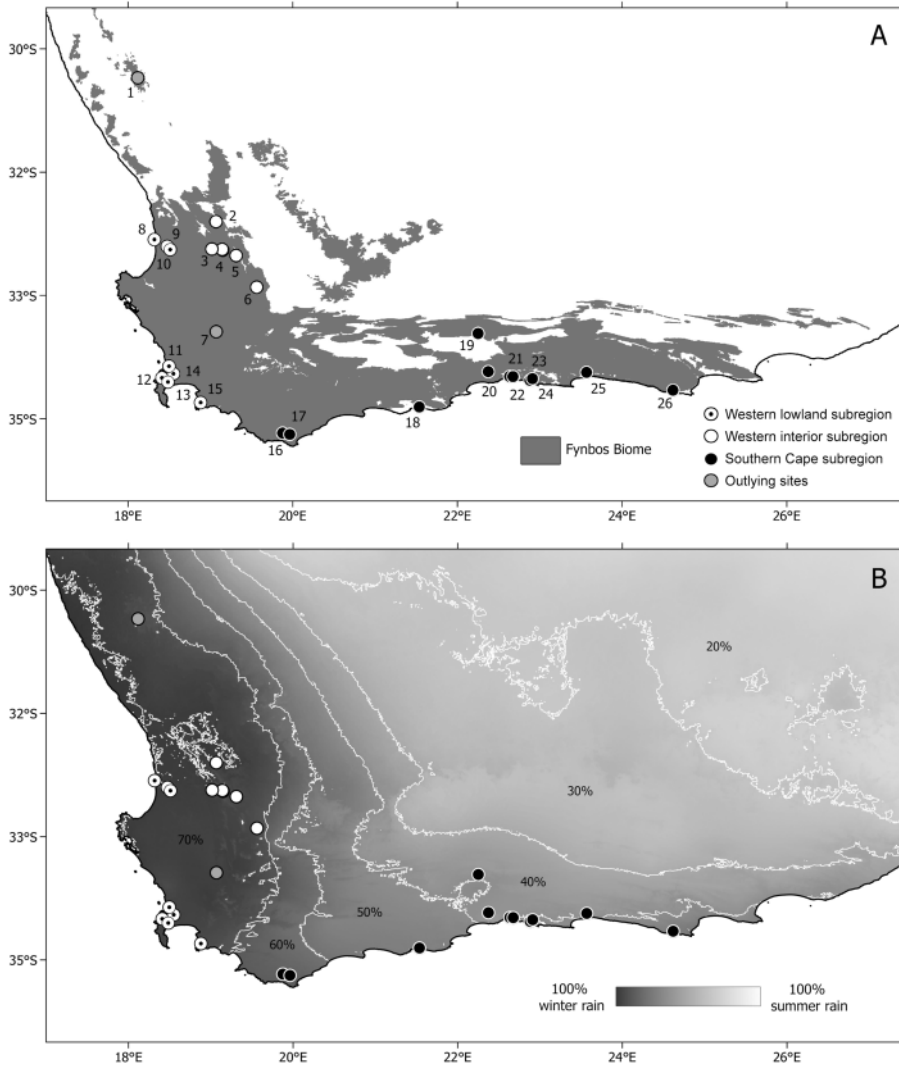 A
30°S
1
32°S
2
8
9
10
3
4
5
33°S
6
7
19
11
21
23
12
14
20
22
24
25
13
15
26
35°S
17
18
16
Fynbos Biome
Western lowland subregion
Western interior subregion
Southern Cape subregion
Outlying sites
18°E
20°E
22°E
24°E
26°E
B
30°S
20%
32°S
30%
33°S
70%
40%
50%
60%
35°S
100%
winter rain
100%
summer rain
18°E
20°E
22°E
24°E
26°E